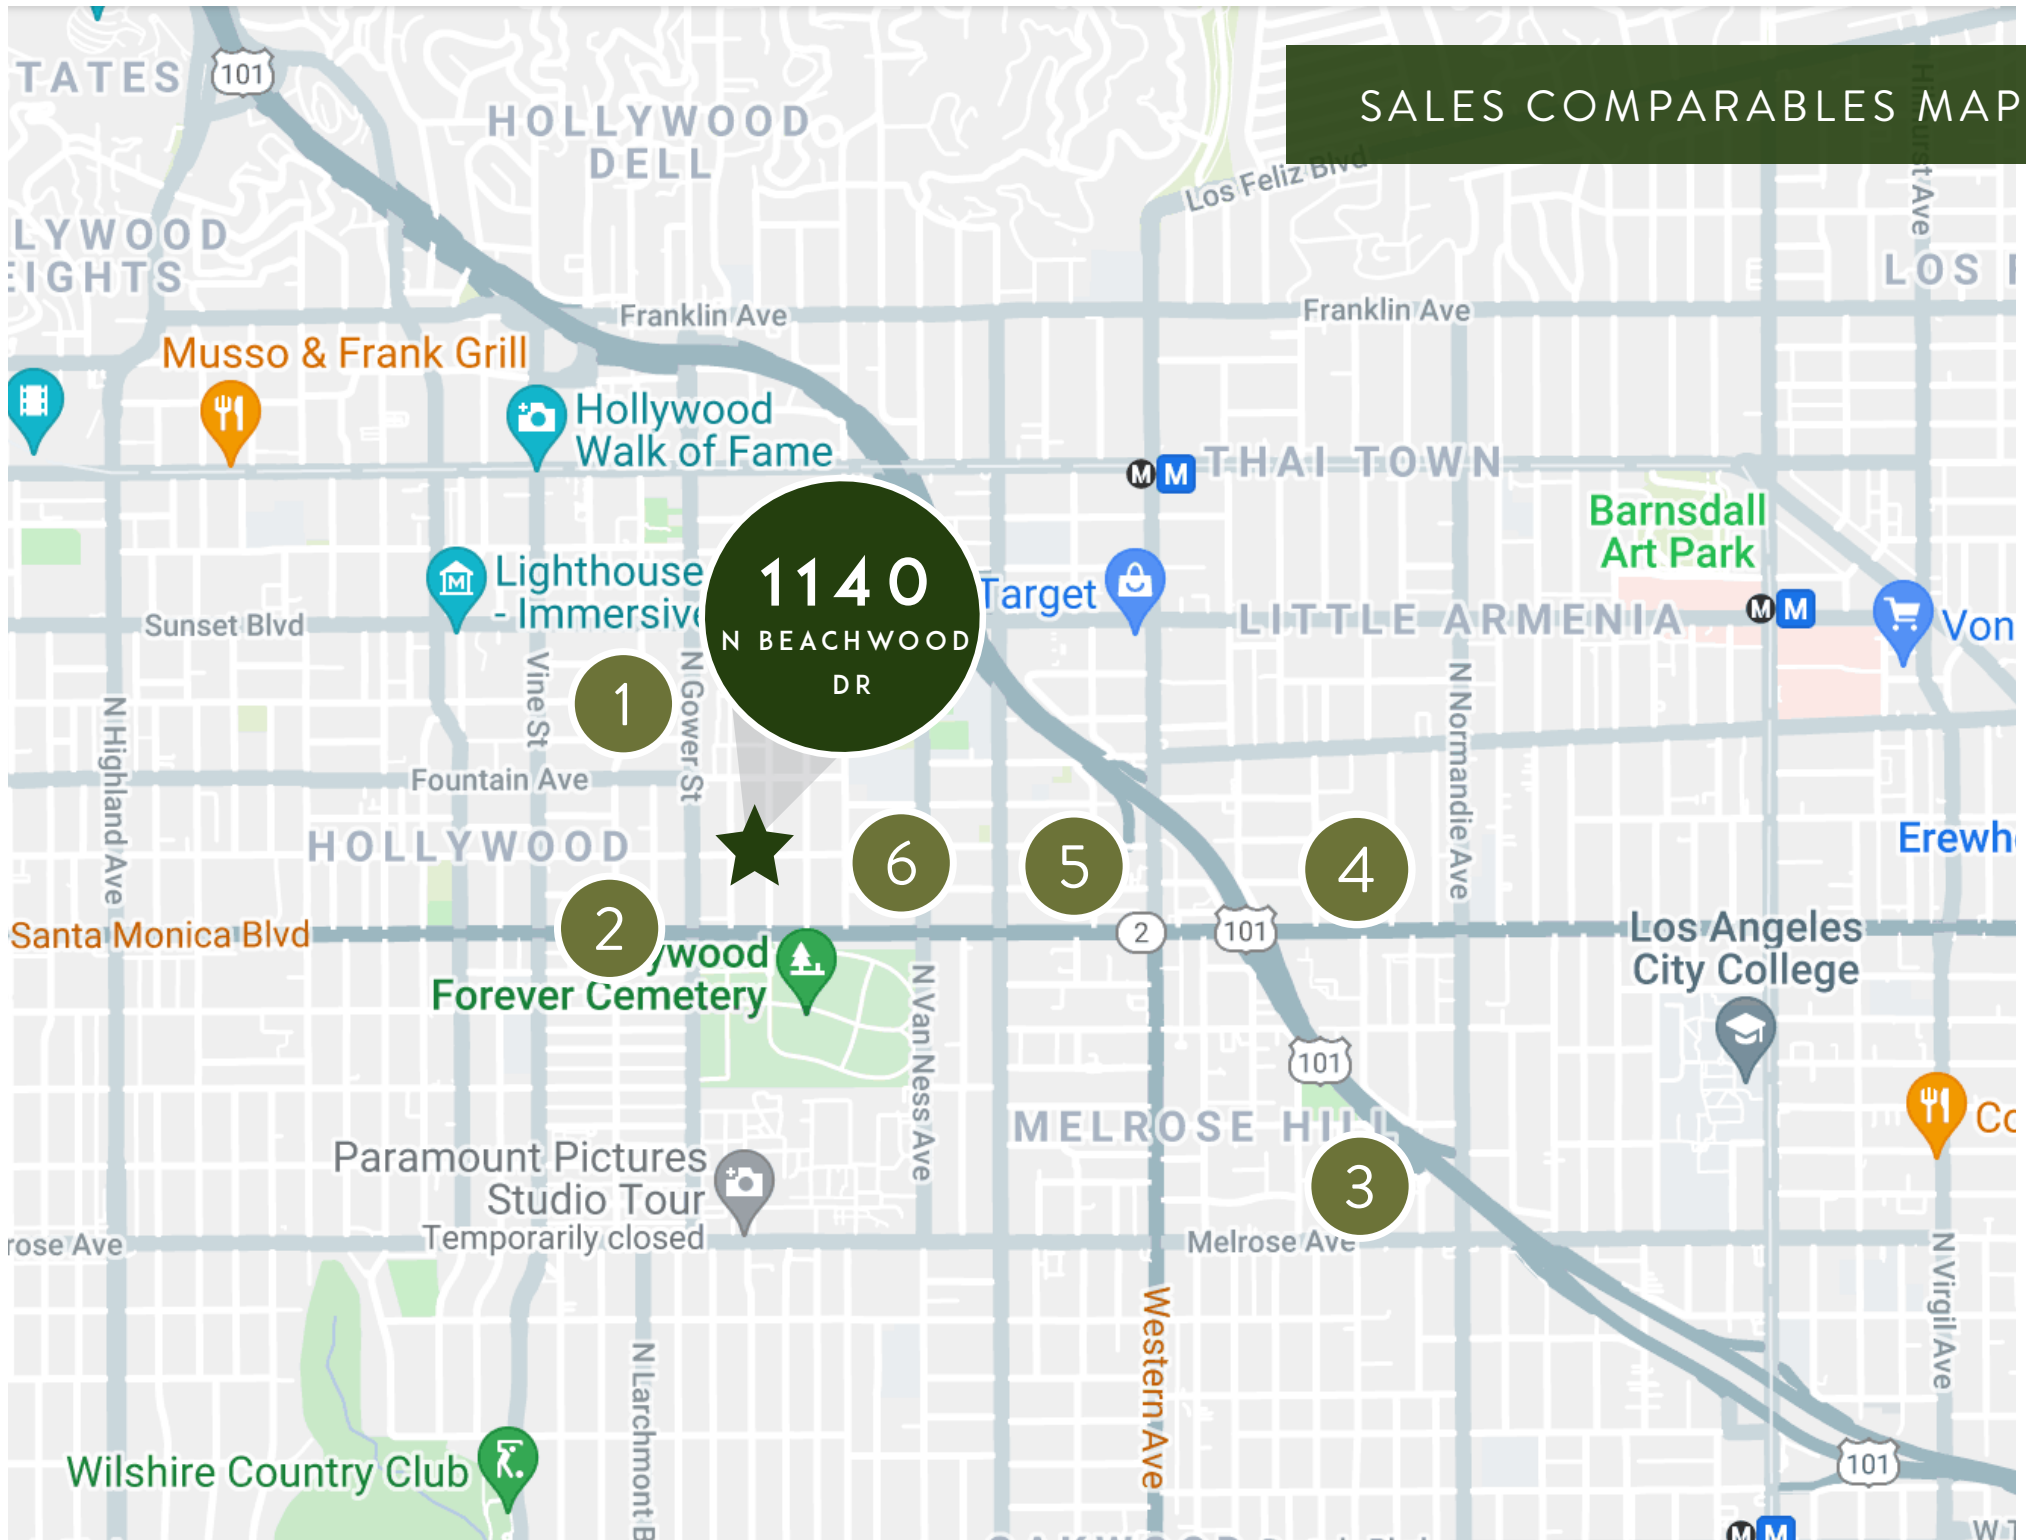 101
TATES
HOLLYWOOD
DELL
SALES COMPARABLES MAP
Hillhurst Ave
Los Feliz Blvd
LYWOOD
EIGHTS
LOS F
Franklin Ave
Franklin Ave
Musso & Frank Grill
Hollywood
Walk of Fame
M M
THAI TOWN
Barnsdall
Art Park
1140
N BEACHWOOD
DR
Lighthouse
- Immersive
Target
LITTLE ARMENIA
M M
Von
Sunset Blvd
Vine St
1
N Gower St
N Highland Ave
N Normandie Ave
Fountain Ave
HOLLYWOOD
6
5
4
Erewh
2
Santa Monica Blvd
2
101
Los Angeles
City College
ywood
Forever Cemetery
N Van Ness Ave
101
MELROSE HILL
Co
Paramount Pictures
Studio Tour
Temporarily closed
3
rose Ave
Melrose Ave
N Virgil Ave
Western Ave
N Larchmont B
Wilshire Country Club
101
M M